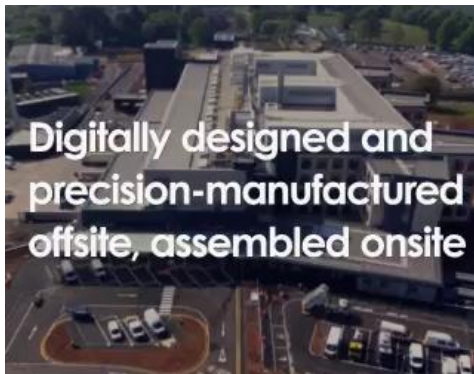 Digitally designed and
precision-manufactured
offsite, assembled onsite